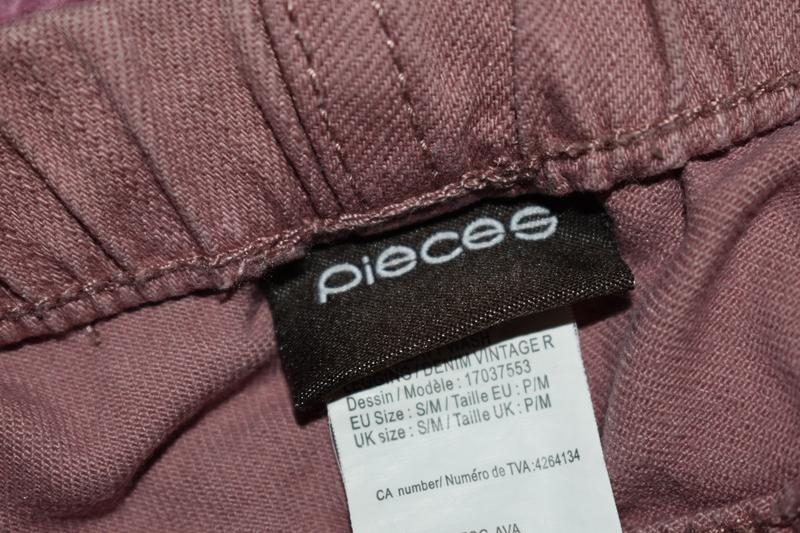 pieces
DENIM VINTAGE R
Dessin / Modèle : 17037553
EU Size : S/M / Taille EU : P/M
UK size : S/M / Taille UK : P/M
CA number/ Numéro de TVA:4264134
AVA